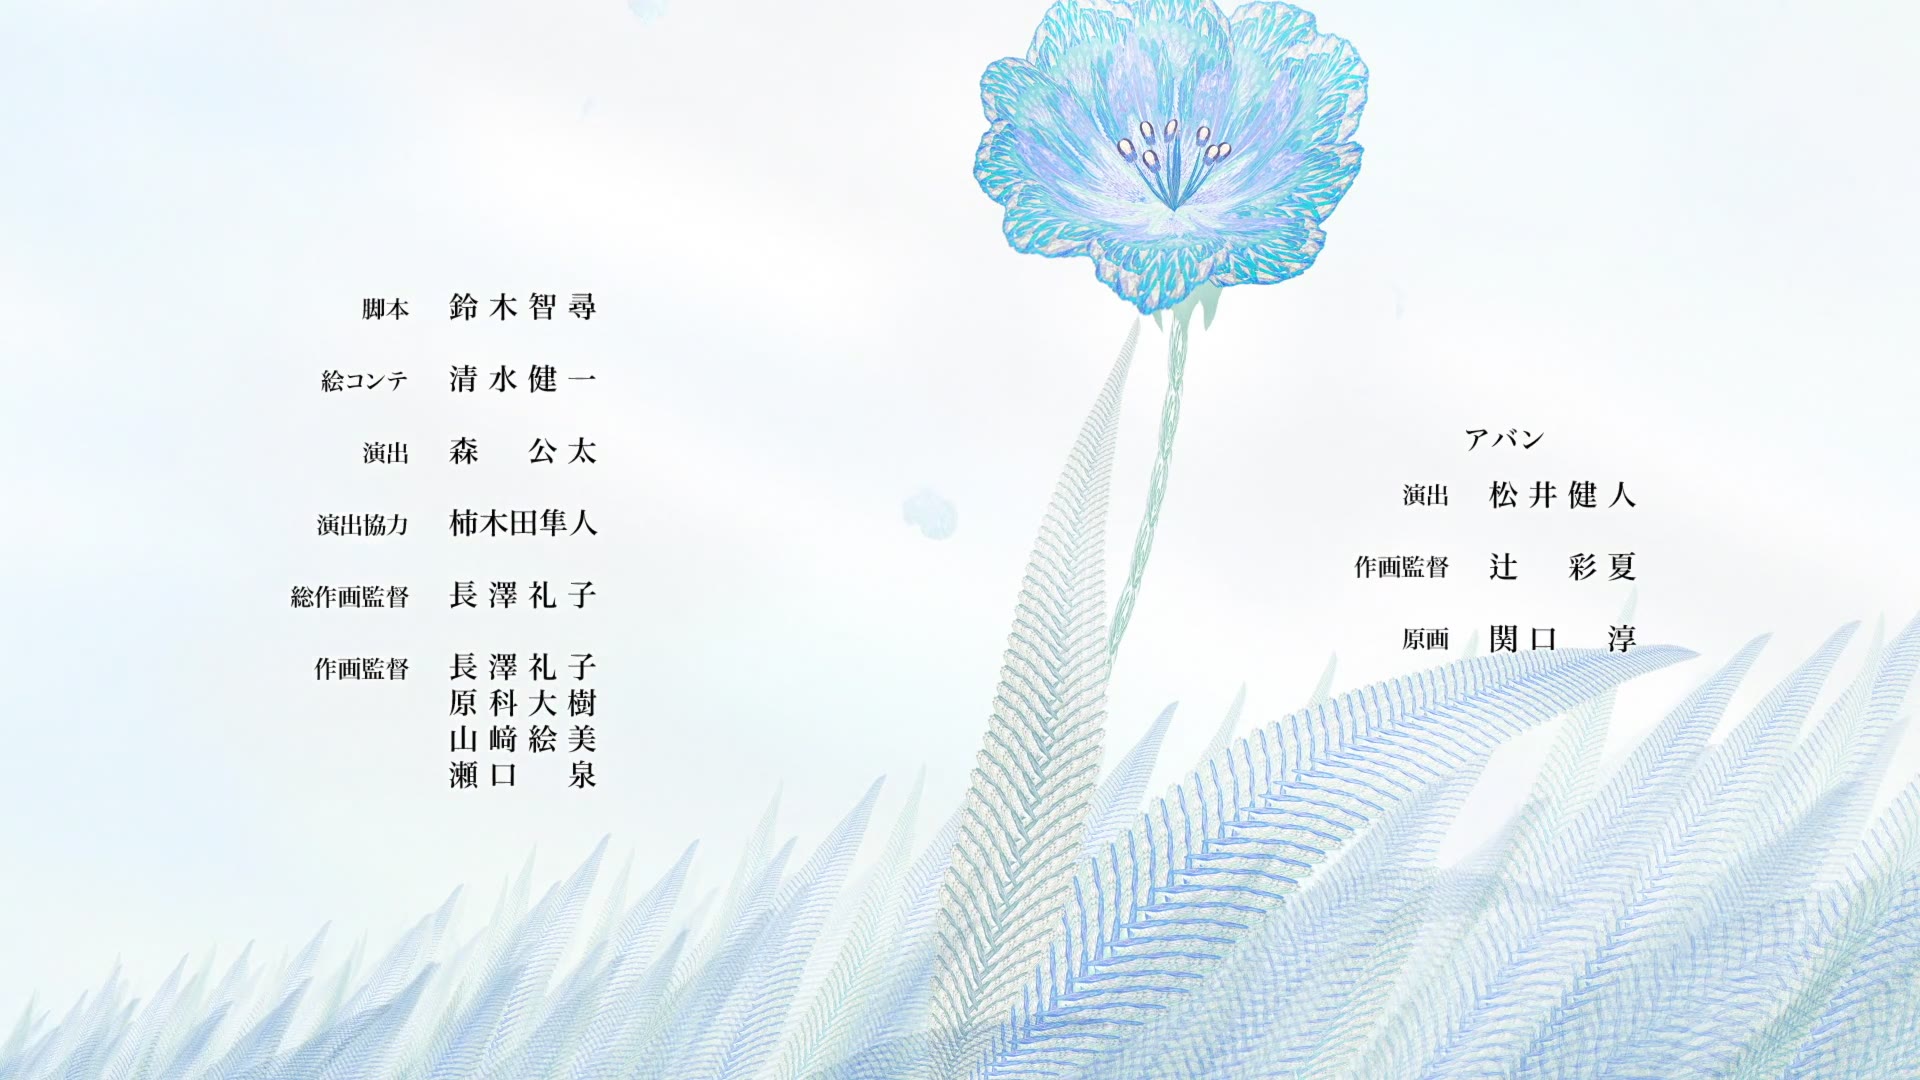 脚本 鈴木智尋
絵コンテ 清水健一
演出 森 公太
演出協力 柿木田隼人
総作画監督 長澤礼子
作画監督 長澤礼子
原科大樹
山﨑絵美
瀬口 泉
アバン
演出 松井健人
作画監督 辻 彩夏
原画 関口 淳